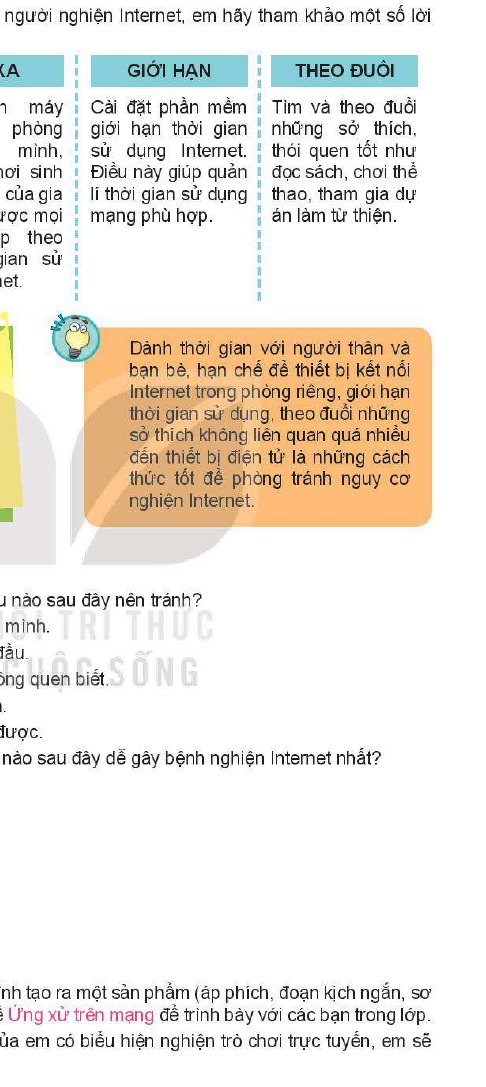 người nghiện Internet, em hãy tham khảo một số lời
GIỚI HẠN
THEO ĐUỔI
máy
phòng
mình,
sinh
của gia
mọi
theo
sử
Cài đặt phần mềm
giới hạn thời gian
sử dụng Internet.
Điều này giúp quản
lí thời gian sử dụng
mạng phù hợp.
Tìm và theo đuổi
những sở thích,
thói quen tốt như
đọc sách, chơi thể
thao, tham gia dự
án làm từ thiện.
Dành thời gian với người thân và
bạn bè, hạn chế để thiết bị kết nối
Internet trong phòng riêng, giới hạn
thời gian sử dụng, theo đuổi những
sở thích không liên quan quá nhiều
đến thiết bị điện tử là những cách
thức tốt để phòng tránh nguy cơ
nghiện Internet.
nào sau đây nên tránh?
mình.
đầu.
quen biết.
được.
TRI THỨC
CUỘC SỐNG
nào sau đây dễ gây bệnh nghiện Internet nhất?
tạo ra một sản phẩm (áp phích, đoạn kịch ngắn, sơ
Ứng xử trên mạng để trình bày với các bạn trong lớp.
em có biểu hiện nghiện trò chơi trực tuyến, em sẽ